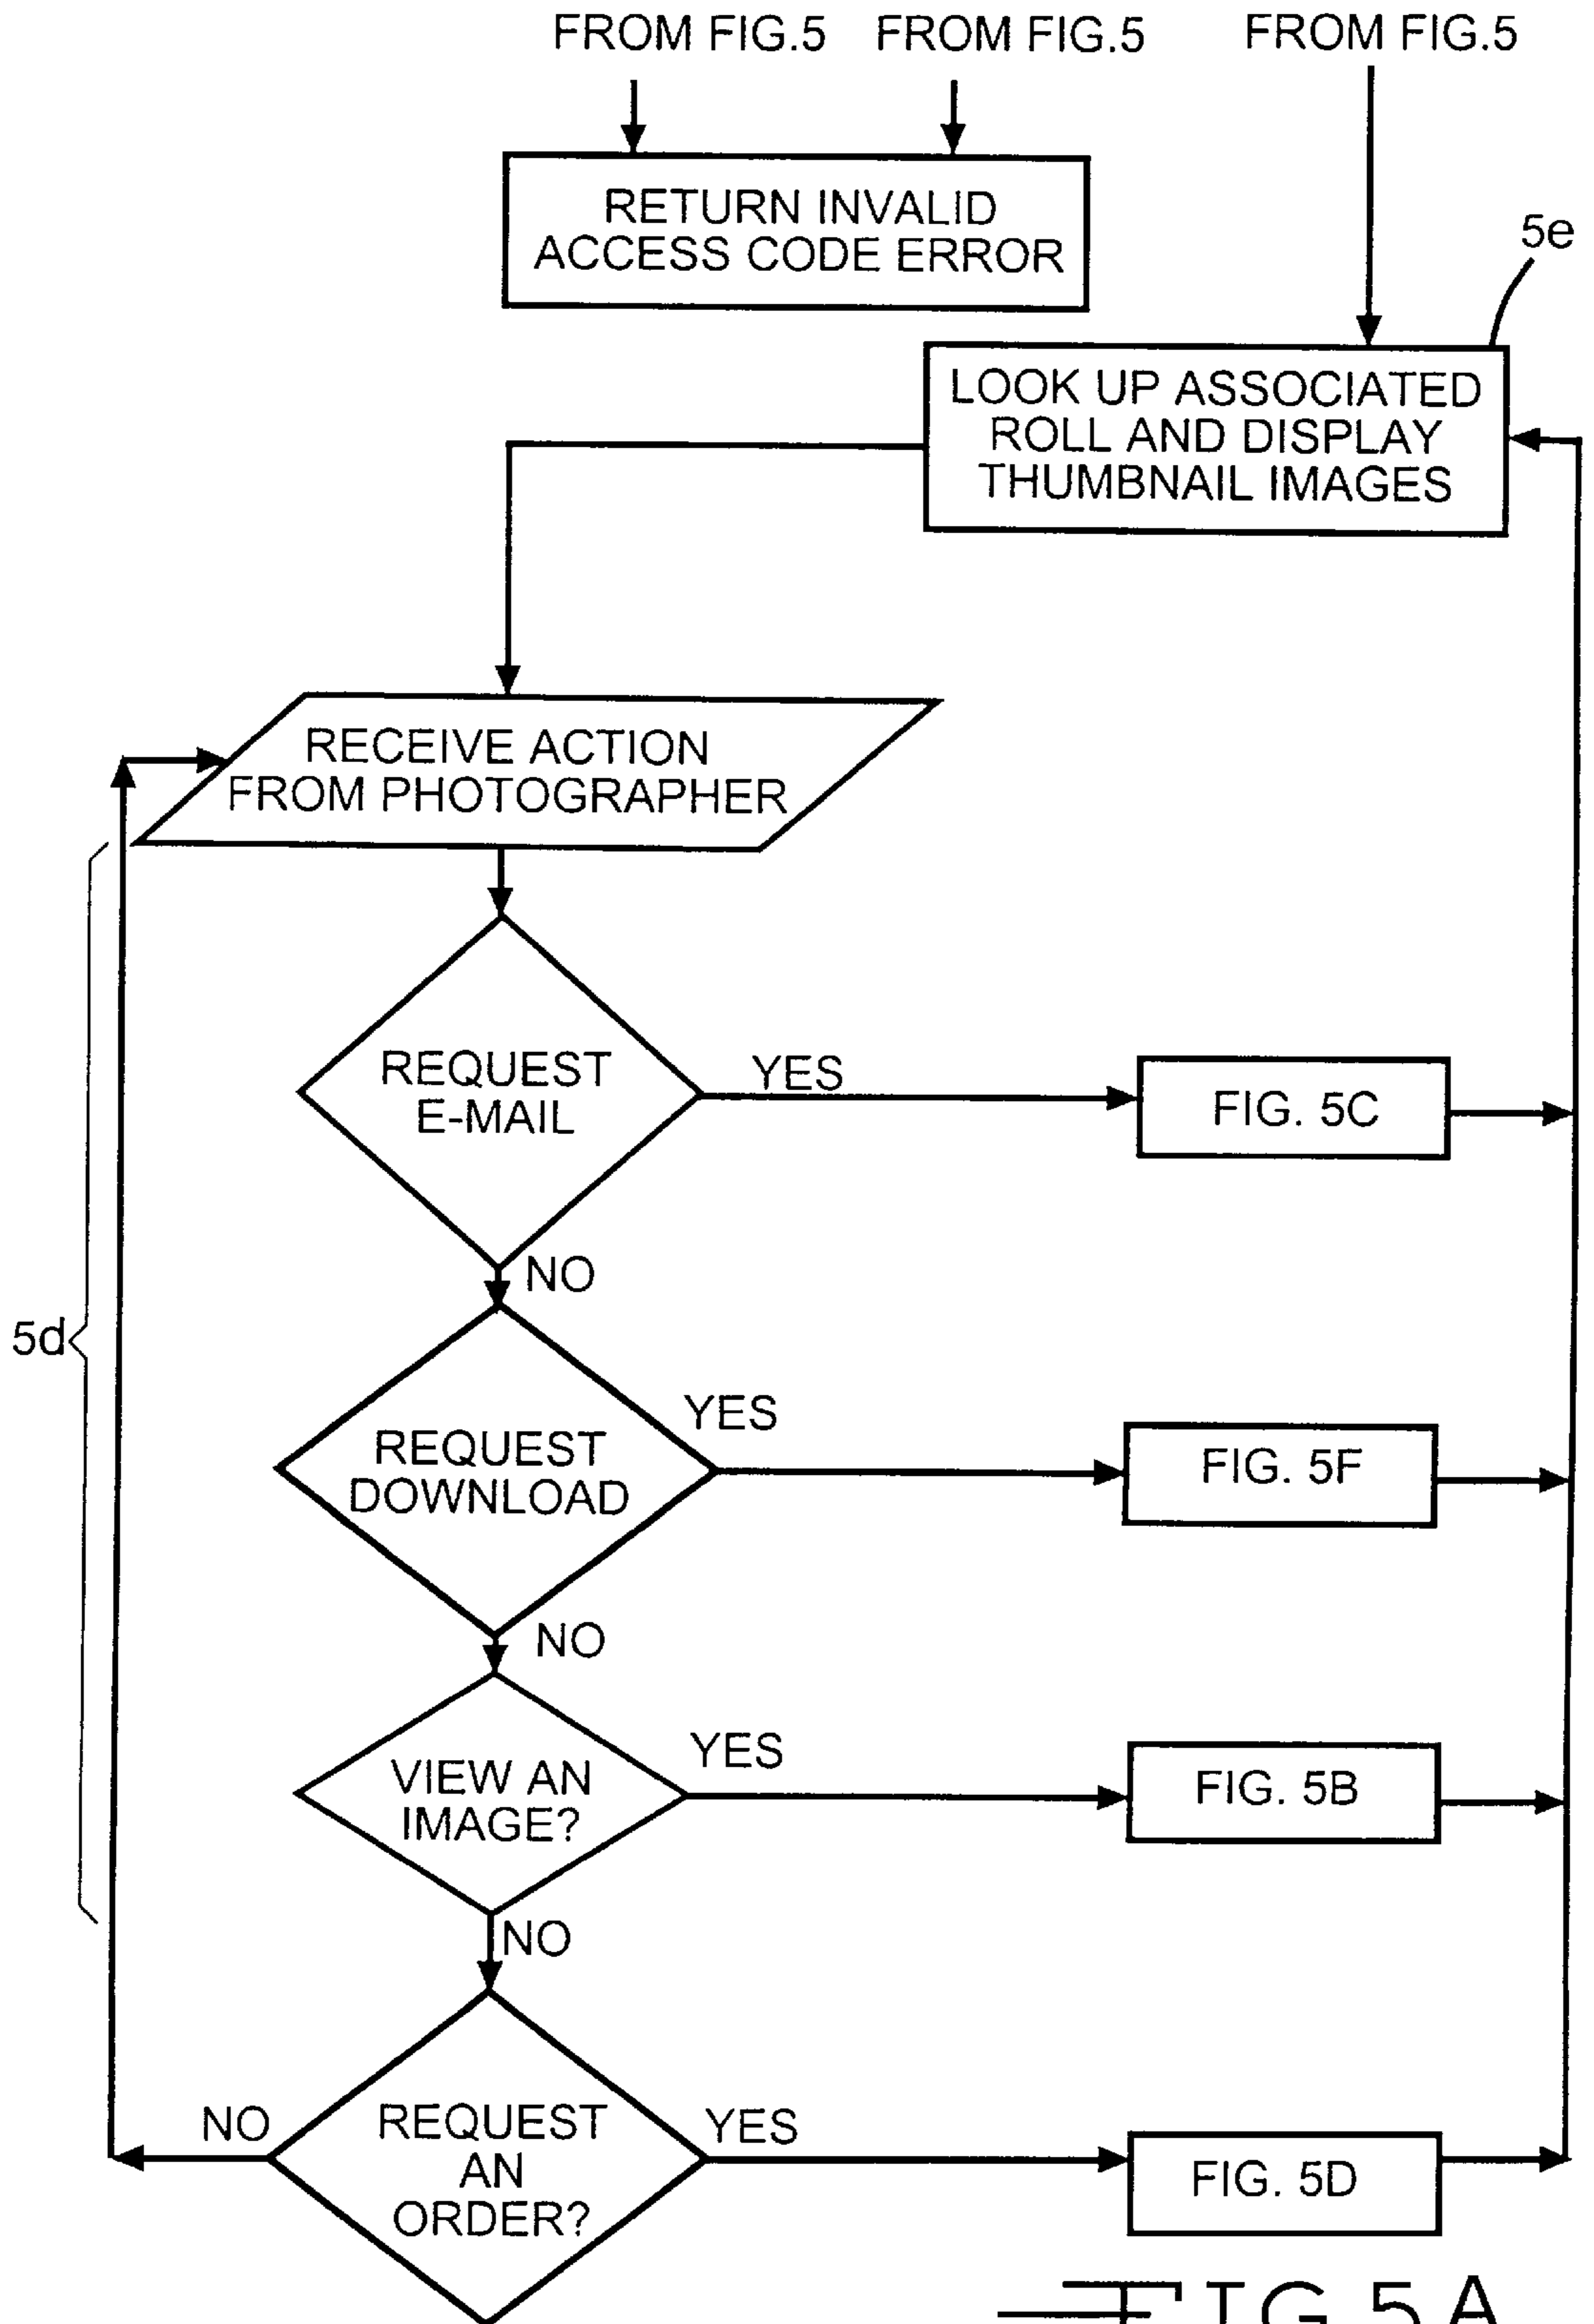 FROM FIG.5 FROM FIG.5 FROM FIG.5
RETURN INVALID
ACCESS CODE ERROR
5e
LOOK UP ASSOCIATED
ROLL AND DISPLAY
THUMBNAIL IMAGES
RECEIVE ACTION
FROM PHOTOGRAPHER
REQUEST
E-MAIL
YES
FIG. 5C
NO
5d
REQUEST
DOWNLOAD
YES
FIG. 5F
NO
VIEW AN
IMAGE?
YES
FIG. 5B
NO
NO
REQUEST
AN
ORDER?
YES
FIG. 5D
FIG.5A